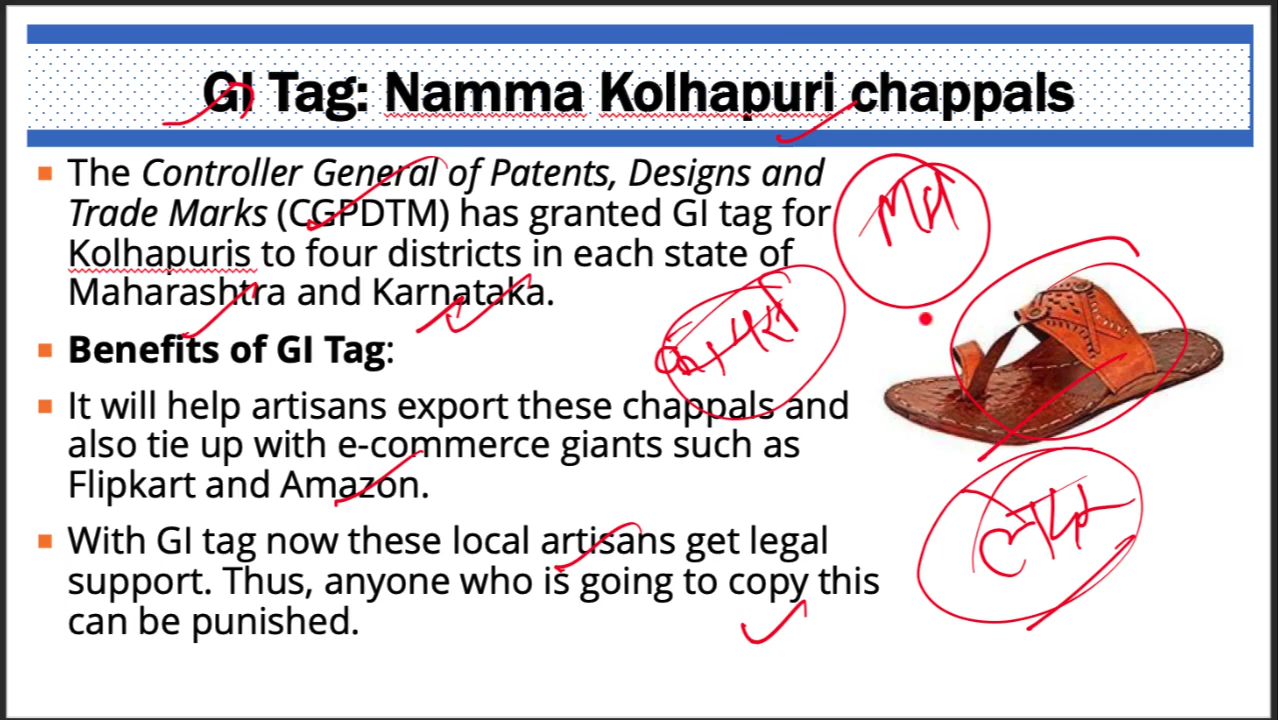 GI Tag: Namma Kolhapuri chappals
The Controller General of Patents, Designs and
Trade Marks (CGPDTM) has granted GI tag for
Kolhapuris to four districts in each state of
Maharashtra and Karnataka.
Benefits of GI Tag:
It will help artisans export these chappals and
also tie up with e-commerce giants such as
Flipkart and Amazon.
With GI tag now these local artisans get legal
support. Thus, anyone who is going to copy this
can be punished.